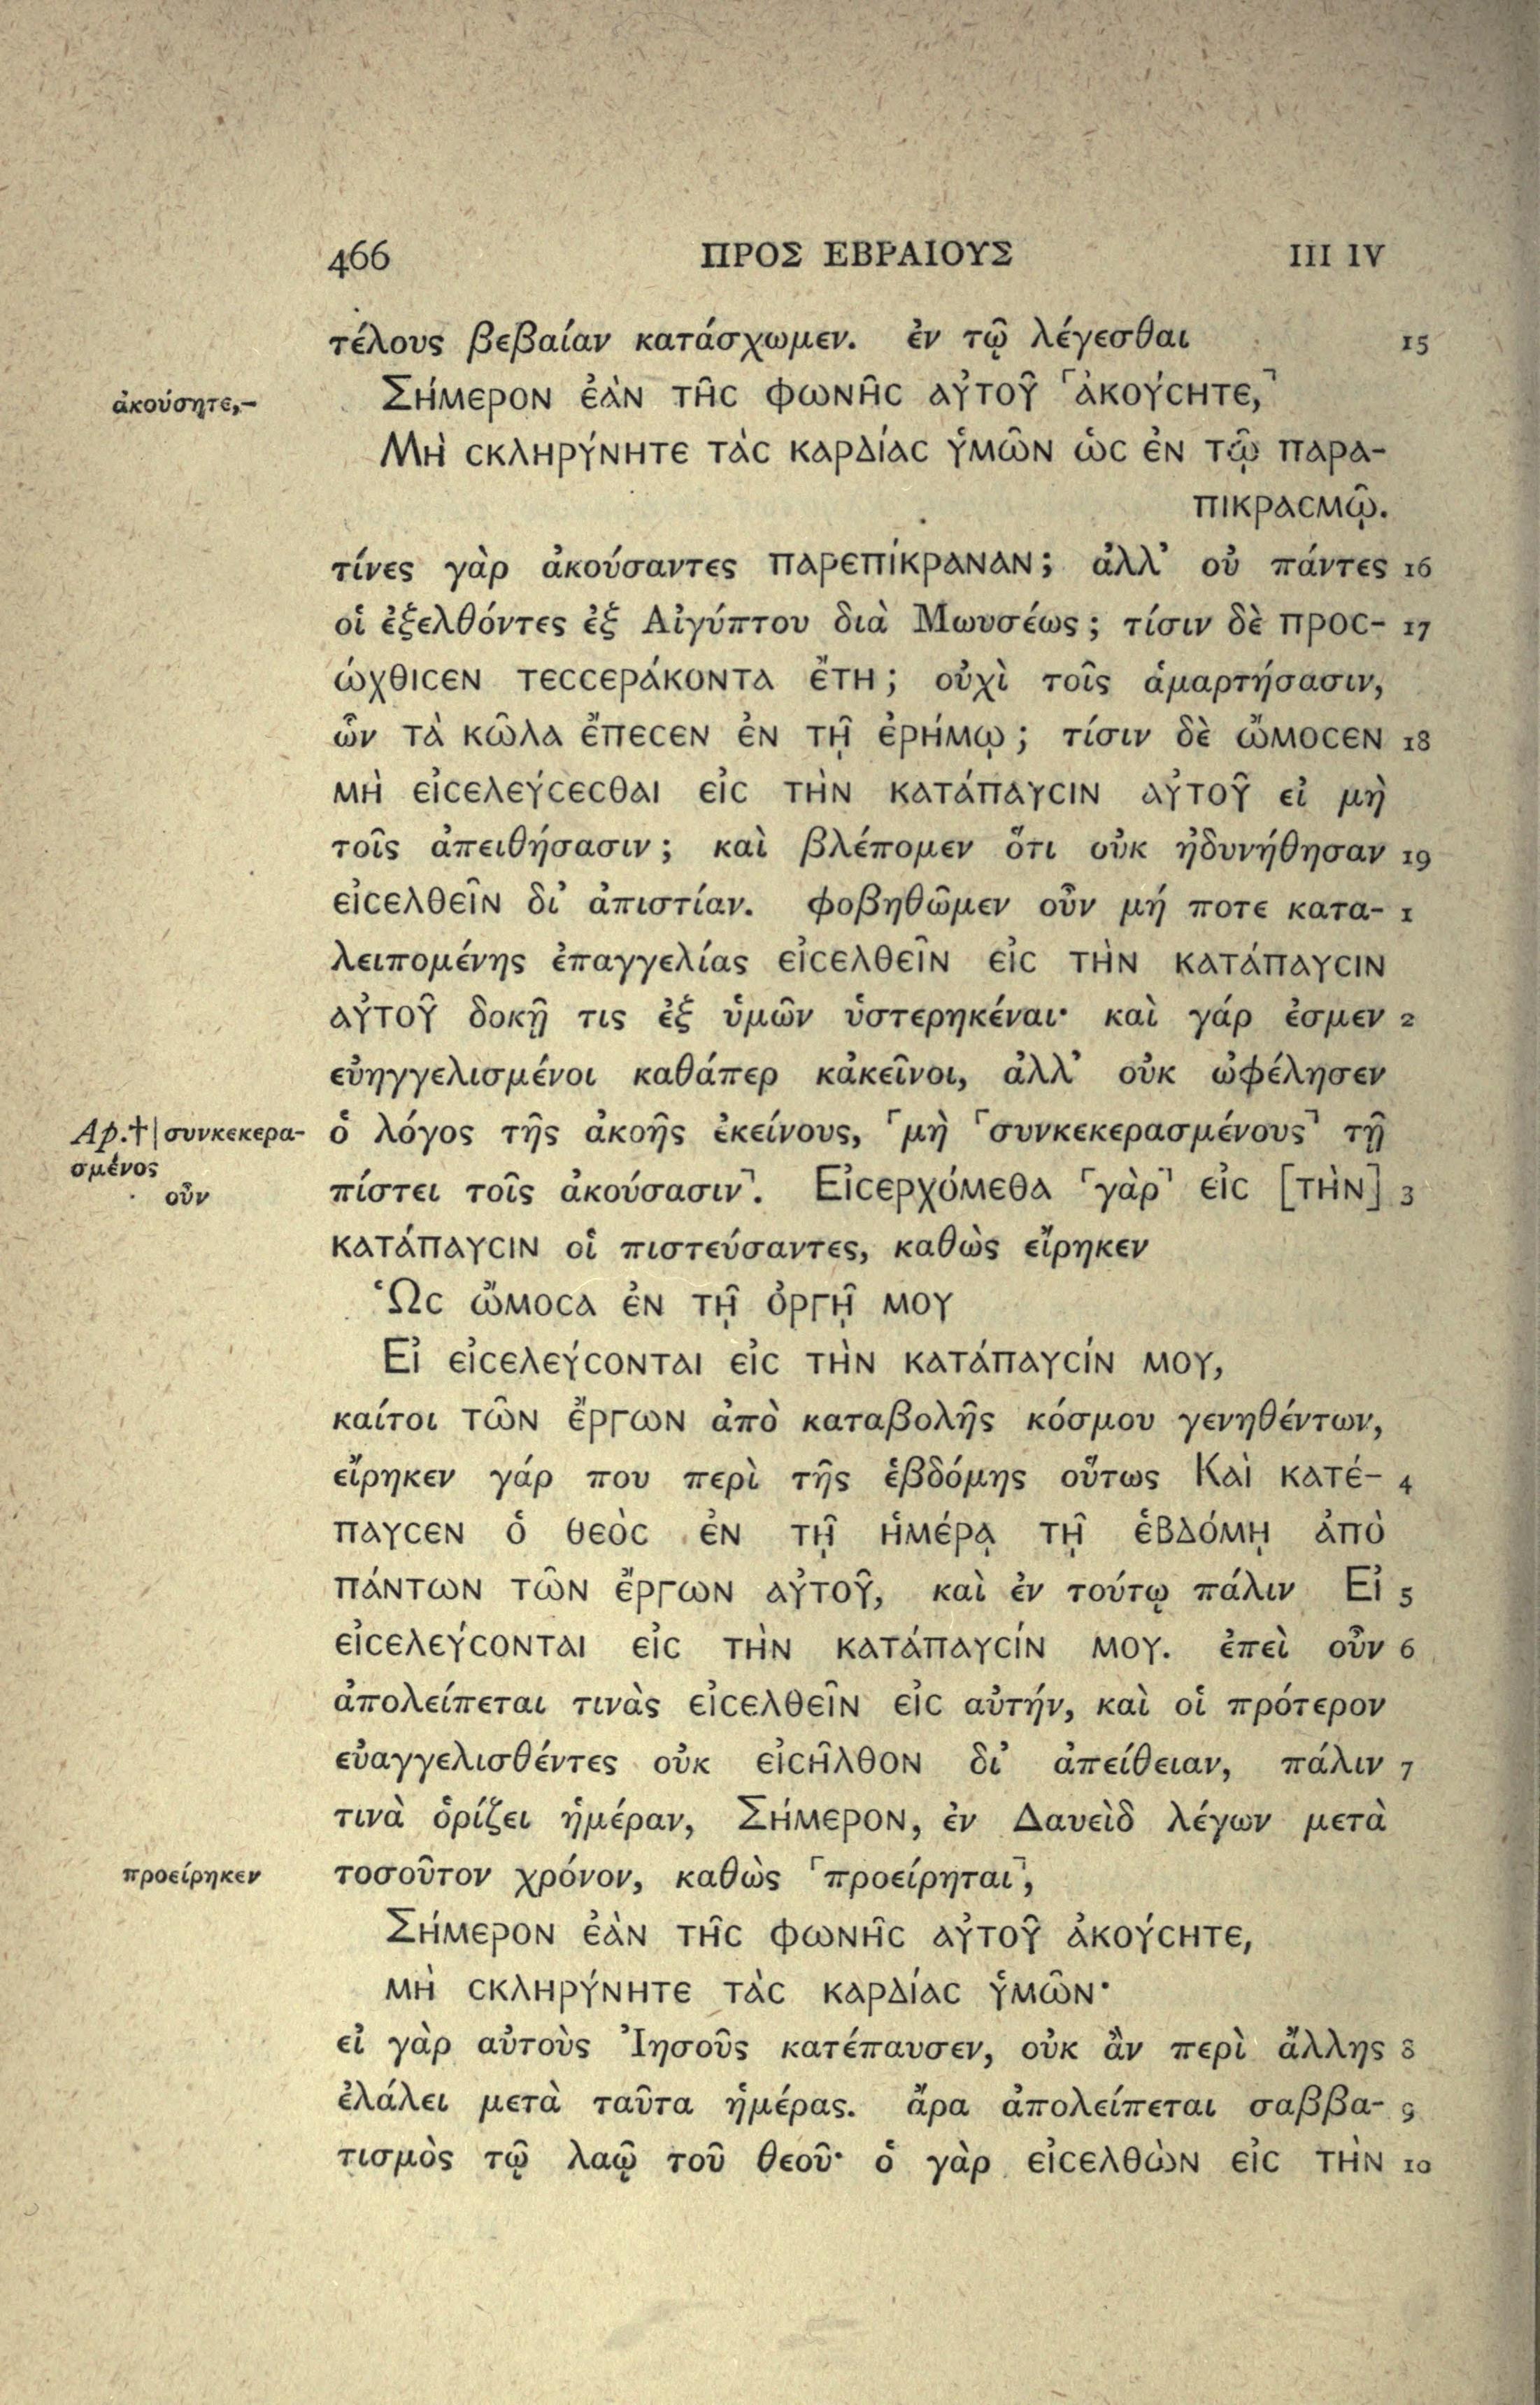 466 ΠΡΟΣ ΕΒΡΑΙΟΥΣ III IV
τέλους βεβαίαν κατάσχωμεν. ἐν τῷ λέγεσθαι 15
ἀκούσητε,— Σήμερον ἐὰν τῆς φωνῆς αὐτοῦ ⸀ἀκούσητε,⸃
Μὴ σκληρύνητε τὰς καρδίας ὑμῶν ὡς ἐν τῷ παρα-
πικρασμῷ.
τίνες γὰρ ἀκούσαντες παρεπίκραναν; ἀλλ’ οὐ πάντες 16
οἱ ἐξελθόντες ἐξ Αἰγύπτου διὰ Μωυσέως; τίσιν δὲ προσ- 17
ώχθισεν τεσσεράκοντα ἔτη; οὐχὶ τοῖς ἁμαρτήσασιν,
ὧν τὰ κῶλα ἔπεσεν ἐν τῇ ἐρήμῳ; τίσιν δὲ ὤμοσεν 18
μὴ εἰσελεύσεσθαι εἰς τὴν κατάπαυσιν αὐτοῦ εἰ μὴ
τοῖς ἀπειθήσασιν; καὶ βλέπομεν ὅτι οὐκ ἠδυνήθησαν 19
εἰσελθεῖν δι’ ἀπιστίαν. φοβηθῶμεν οὖν μή ποτε κατα- 1
λειπομένης ἐπαγγελίας εἰσελθεῖν εἰς τὴν κατάπαυσιν
αὐτοῦ δοκῇ τις ἐξ ὑμῶν ὑστερηκέναι· καὶ γάρ ἐσμεν 2
εὐηγγελισμένοι καθάπερ κἀκεῖνοι, ἀλλ’ οὐκ ὠφέλησεν
Ap.† | συνκεκερα- ὁ λόγος τῆς ἀκοῆς ἐκείνους, ⸂μὴ ⸂συνκεκερασμένους⸃ τῇ
σμένος
οὖν πίστει τοῖς ἀκούσασιν⸃. Εἰσερχόμεθα ⸂γὰρ⸃ εἰς [τὴν] 3
κατάπαυσιν οἱ πιστεύσαντες, καθὼς εἴρηκεν
Ὡς ὤμοσα ἐν τῇ ὀργῇ μου
Εἰ εἰσελεύσονται εἰς τὴν κατάπαυσίν μου,
καίτοι τῶν ἔργων ἀπὸ καταβολῆς κόσμου γενηθέντων,
εἴρηκεν γάρ που περὶ τῆς ἑβδόμης οὕτως Καὶ κατέ- 4
παυσεν ὁ θεὸς ἐν τῇ ἡμέρᾳ τῇ ἑβδόμῃ ἀπὸ
πάντων τῶν ἔργων αὐτοῦ, καὶ ἐν τούτῳ πάλιν Εἰ 5
εἰσελεύσονται εἰς τὴν κατάπαυσίν μου. ἐπεὶ οὖν 6
ἀπολείπεται τινὰς εἰσελθεῖν εἰς αὐτήν, καὶ οἱ πρότερον
εὐαγγελισθέντες οὐκ εἰσῆλθον δι’ ἀπείθειαν, πάλιν 7
τινὰ ὁρίζει ἡμέραν, Σήμερον, ἐν Δαυεὶδ λέγων μετὰ
προείρηκεν τοσοῦτον χρόνον, καθὼς ⸂προείρηται⸃,
Σήμερον ἐὰν τῆς φωνῆς αὐτοῦ ἀκούσητε,
μὴ σκληρύνητε τὰς καρδίας ὑμῶν·
εἰ γὰρ αὐτοὺς Ἰησοῦς κατέπαυσεν, οὐκ ἂν περὶ ἄλλης 8
ἐλάλει μετὰ ταῦτα ἡμέρας. ἄρα ἀπολείπεται σαββα- 9
τισμὸς τῷ λαῷ τοῦ θεοῦ· ὁ γὰρ εἰσελθὼν εἰς τὴν 10